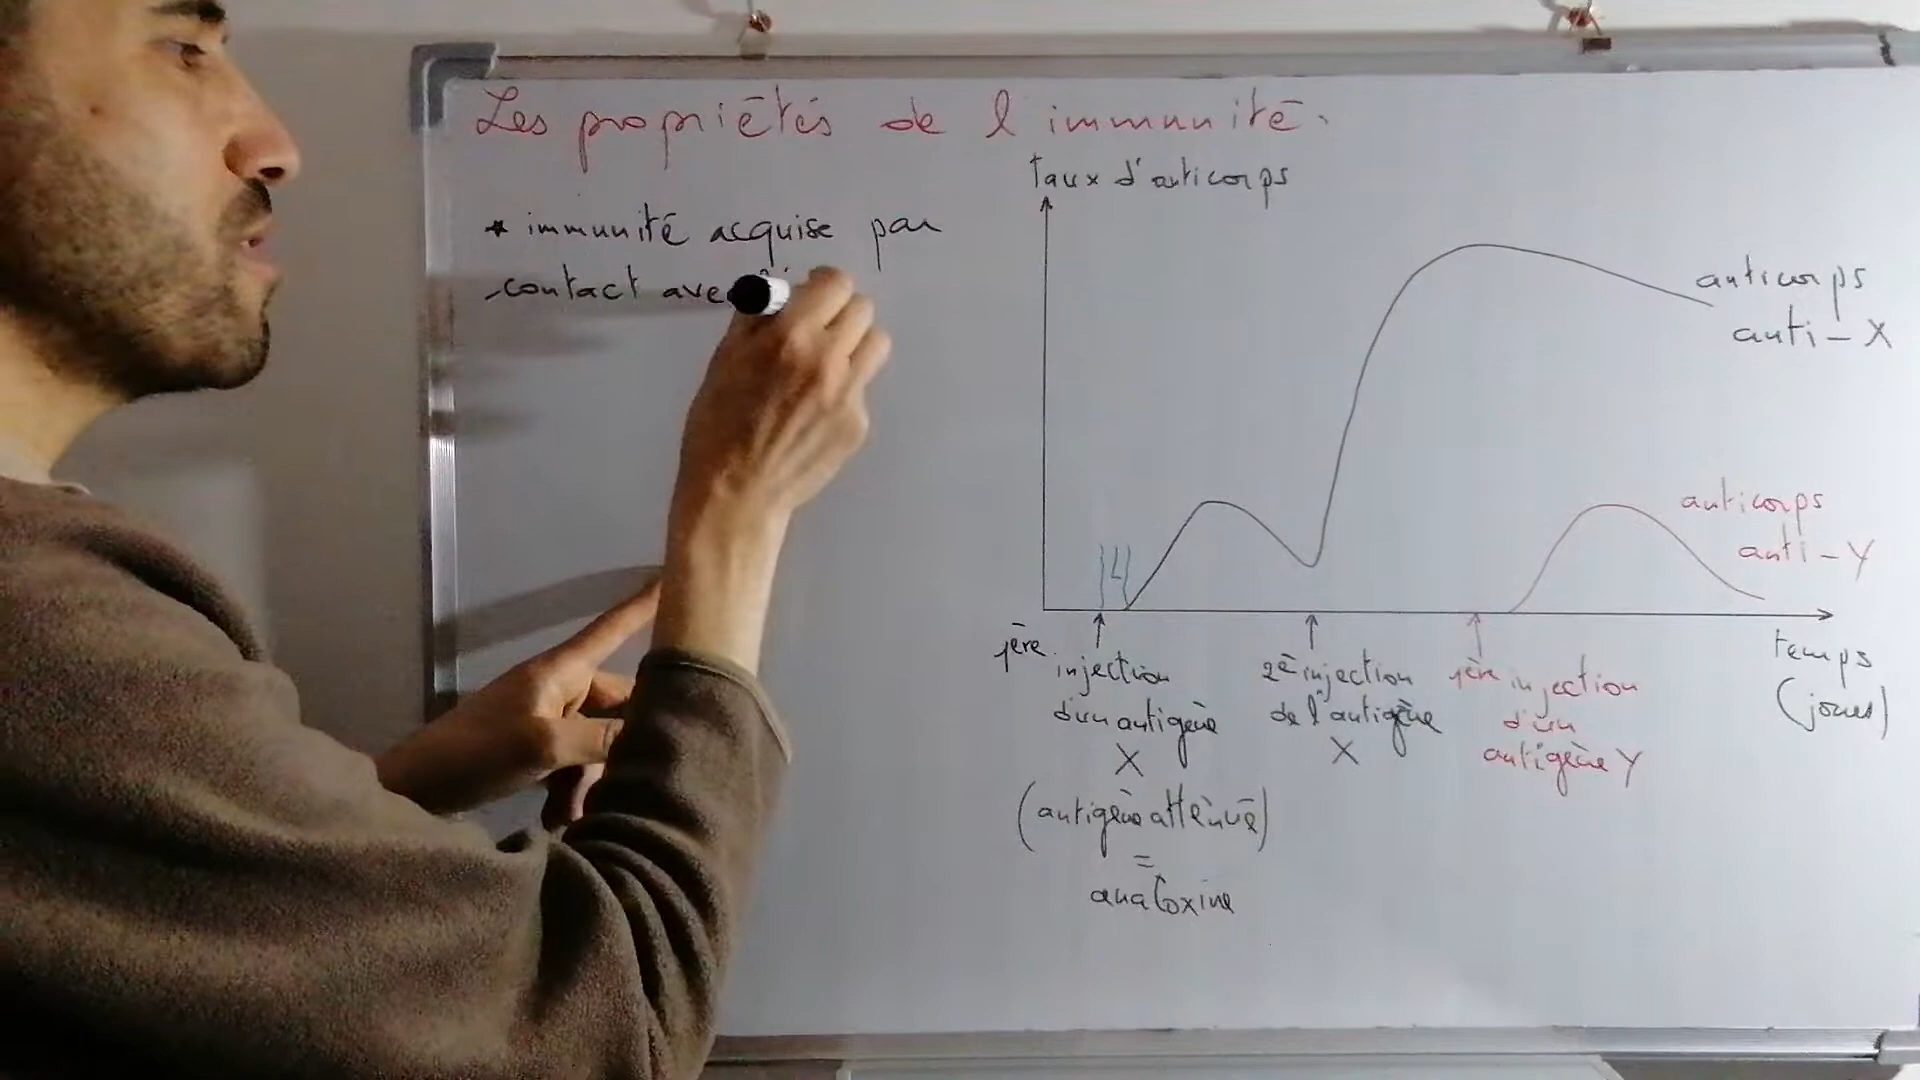 Les propriétés de l'immunité.
* immunité acquise par
contact avec
taux d'anticorps
anticorps
anti-X
anticorps
anti-Y
1ère injection
d'un antigène
X
(antigène atténué)
=
anatoxine
2è injection
de l'antigène
X
1ère injection
d'un
antigène Y
temps
(jours)